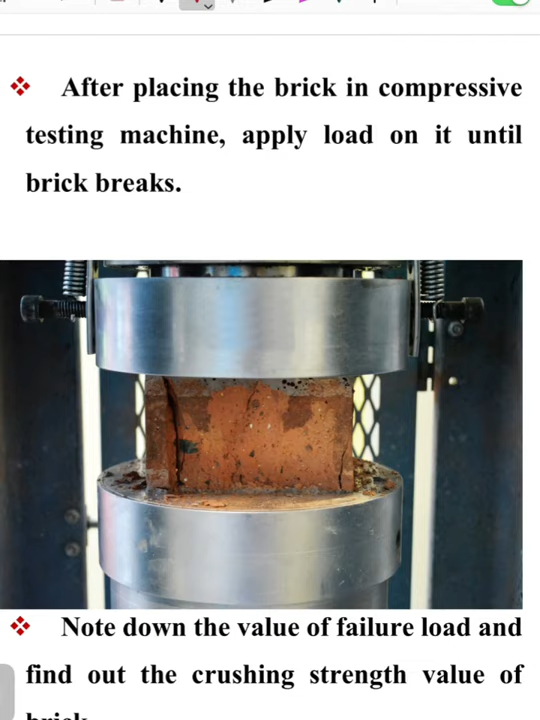 ❖ After placing the brick in compressive
testing machine, apply load on it until
brick breaks.
❖ Note down the value of failure load and
find out the crushing strength value of